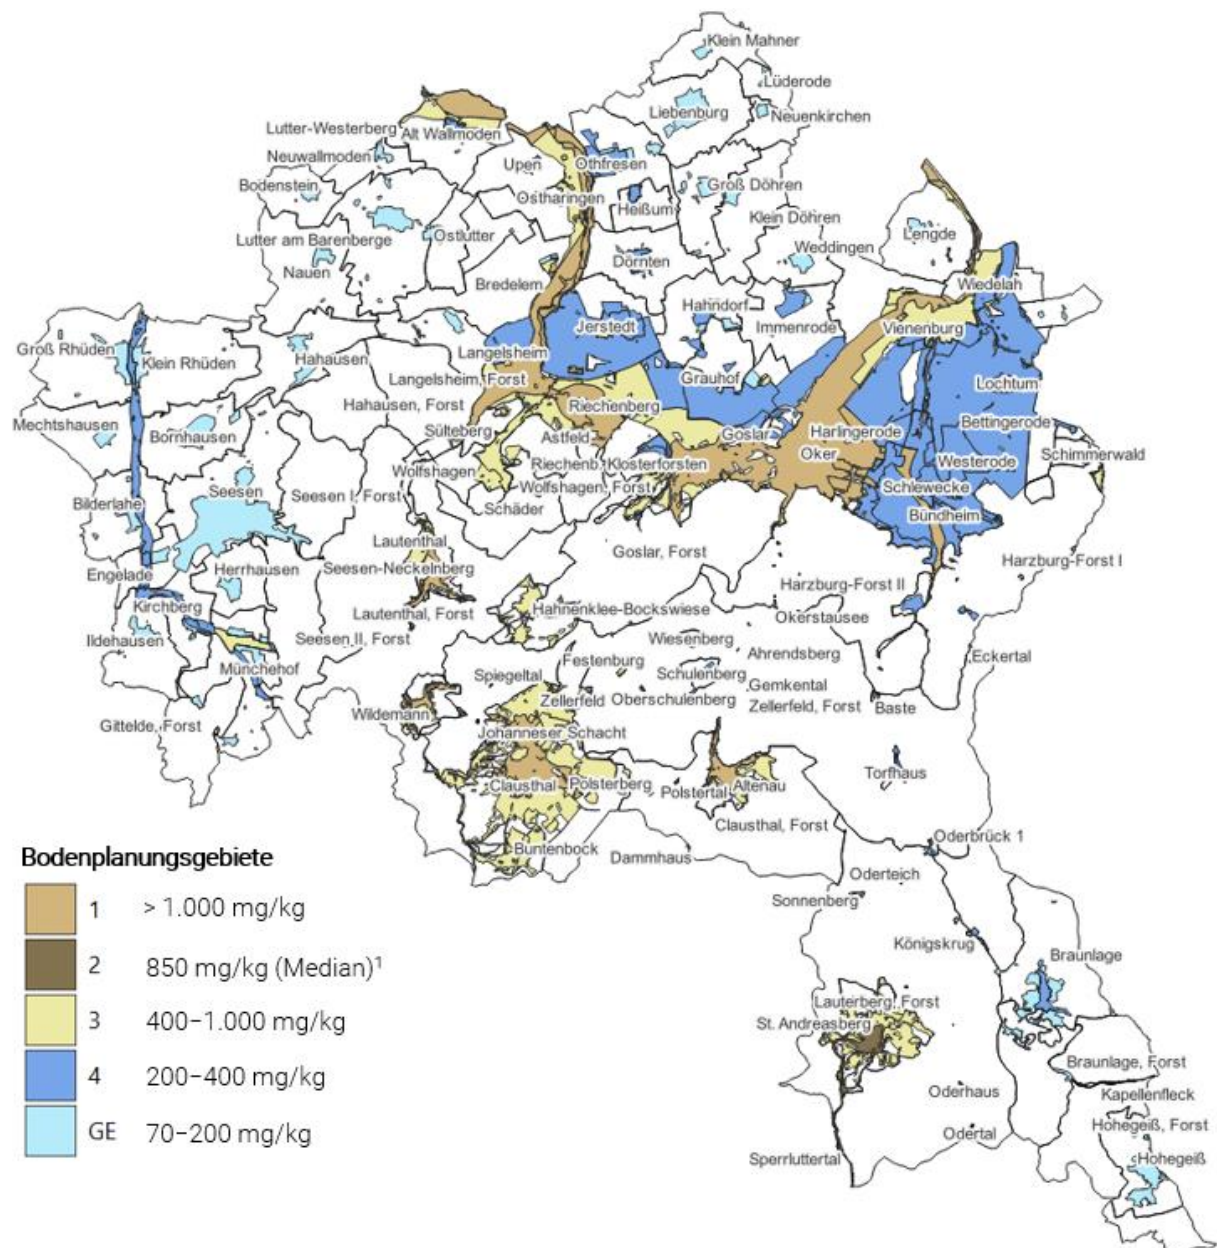 Klein Mahner
Lüderode
Liebenburg
Neuenkirchen
Lutter-Westerberg
Alt Wallmoden
Neuwallmoden
Upen
Othfresen
Bodenstein
Ostharingen
Heißum
Groß Döhren
Klein Döhren
Lutter am Barenberge
Ostlutter
Lengde
Nauen
Dörnten
Weddingen
Bredelem
Wiedelah
Hahndorf
Jerstedt
Immenrode
Vienenburg
Groß Rhüden
Klein Rhüden
Hahausen
Langelsheim
Langelsheim, Forst
Grauhof
Lochtum
Hahausen, Forst
Riechenberg
Mechtshausen
Bornhausen
Sülteberg
Astfeld
Goslar
Harlingerode
Bettingerode
Oker
Schimmerwald
Wolfshagen
Riechenb. Klosterforsten
Westerode
Seesen
Seesen I, Forst
Wolfshagen, Forst
Schlewecke
Bilderlahe
Schäder
Bündheim
Lautenthal
Goslar, Forst
Harzburg-Forst I
Engelade
Herrhausen
Seesen-Neckelnberg
Harzburg-Forst II
Kirchberg
Lautenthal, Forst
Hahnenklee-Bockswiese
Okerstausee
Ildehausen
Seesen II, Forst
Wiesenberg
Ahrendsberg
Eckertal
Münchehof
Festenburg
Spiegeltal
Schulenberg
Gemkental
Zellerfeld
Oberschulenberg
Zellerfeld, Forst
Baste
Wildemann
Gittelde, Forst
Johanneser Schacht
Torfhaus
Clausthal
Polsterberg
Polstertal
Altenau
Clausthal, Forst
Oderbrück 1
Buntenbock
Dammhaus
Oderteich
Sonnenberg
Königskrug
Braunlage
Lauterberg, Forst
St. Andreasberg
Braunlage, Forst
Oderhaus
Kapellenfleck
Hohegeiß, Forst
Odertal
Sperrluttertal
Hohegeiß
Bodenplanungsgebiete
1 > 1.000 mg/kg
2 850 mg/kg (Median)¹
3 400–1.000 mg/kg
4 200–400 mg/kg
GE 70–200 mg/kg